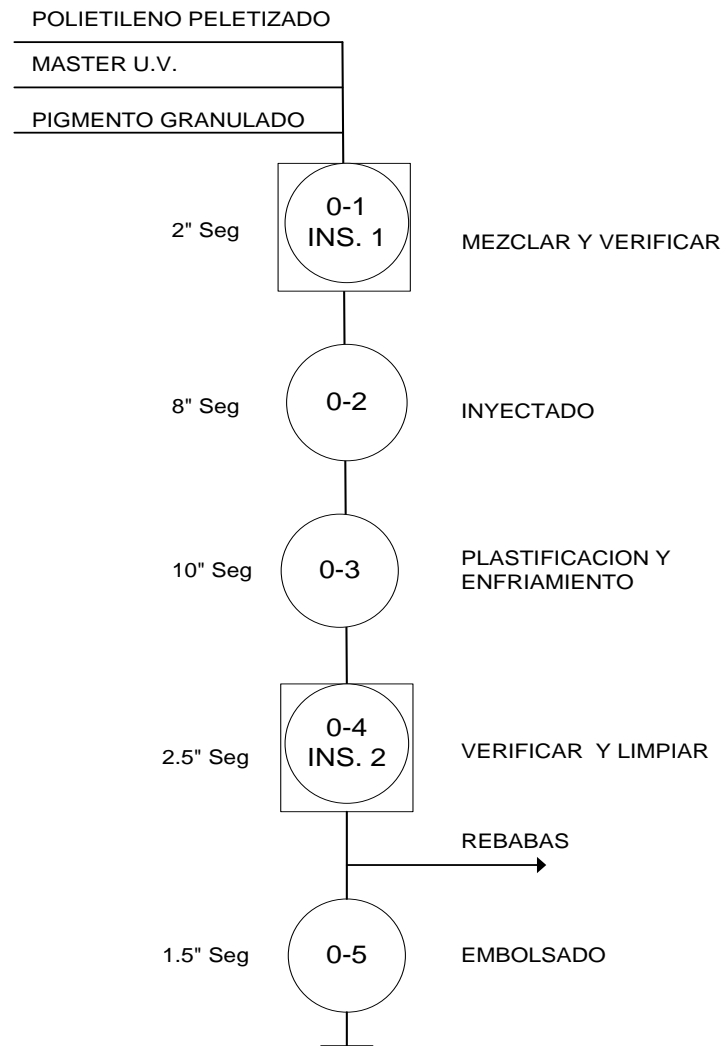 POLIETILENO PELETIZADO
MASTER U.V.
PIGMENTO GRANULADO
2" Seg
0-1
INS. 1
MEZCLAR Y VERIFICAR
8" Seg
0-2
INYECTADO
10" Seg
0-3
PLASTIFICACION Y
ENFRIAMIENTO
2.5" Seg
0-4
INS. 2
VERIFICAR Y LIMPIAR
REBABAS
1.5" Seg
0-5
EMBOLSADO